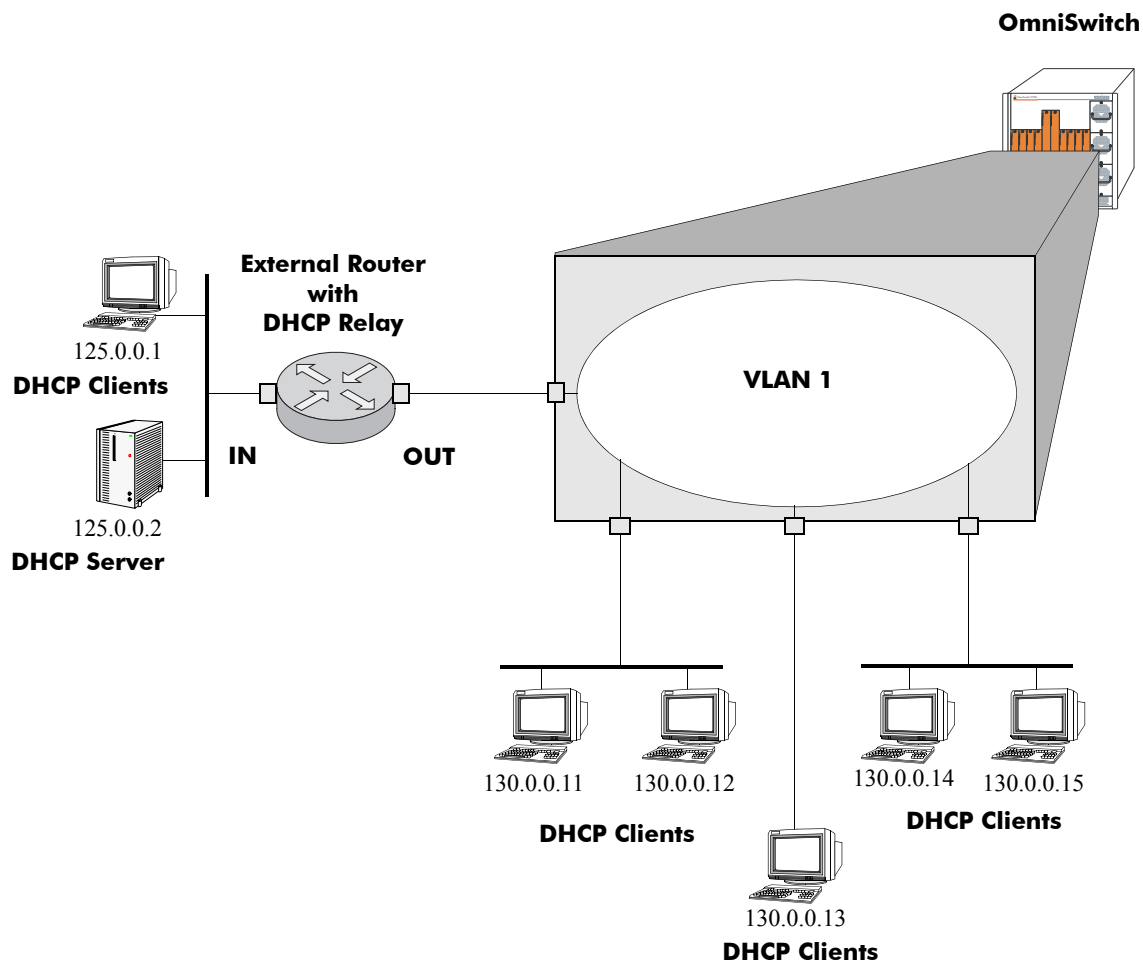 OmniSwitch
External Router
with
DHCP Relay
125.0.0.1
DHCP Clients
VLAN 1
IN
OUT
125.0.0.2
DHCP Server
130.0.0.11
130.0.0.12
DHCP Clients
130.0.0.14
130.0.0.15
DHCP Clients
130.0.0.13
DHCP Clients